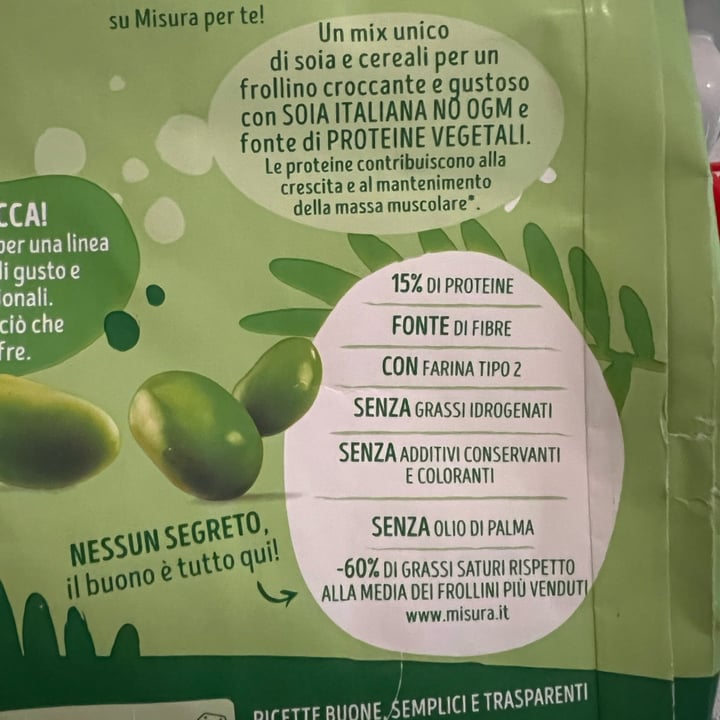 su Misura per te!
Un mix unico
di soia e cereali per un
frollino croccante e gustoso
con SOIA ITALIANA NO OGM e
fonte di PROTEINE VEGETALI.
Le proteine contribuiscono alla
crescita e al mantenimento
della massa muscolare*.
CCA!
per una linea
di gusto e
ionali.
ciò che
fre.
15% DI PROTEINE
FONTE DI FIBRE
CON FARINA TIPO 2
SENZA GRASSI IDROGENATI
SENZA ADDITIVI CONSERVANTI
E COLORANTI
SENZA OLIO DI PALMA
-60% DI GRASSI SATURI RISPETTO
ALLA MEDIA DEI FROLLINI PIÙ VENDUTI
www.misura.it
NESSUN SEGRETO,
il buono è tutto qui!
RICETTE BUONE, SEMPLICI E TRASPARENTI